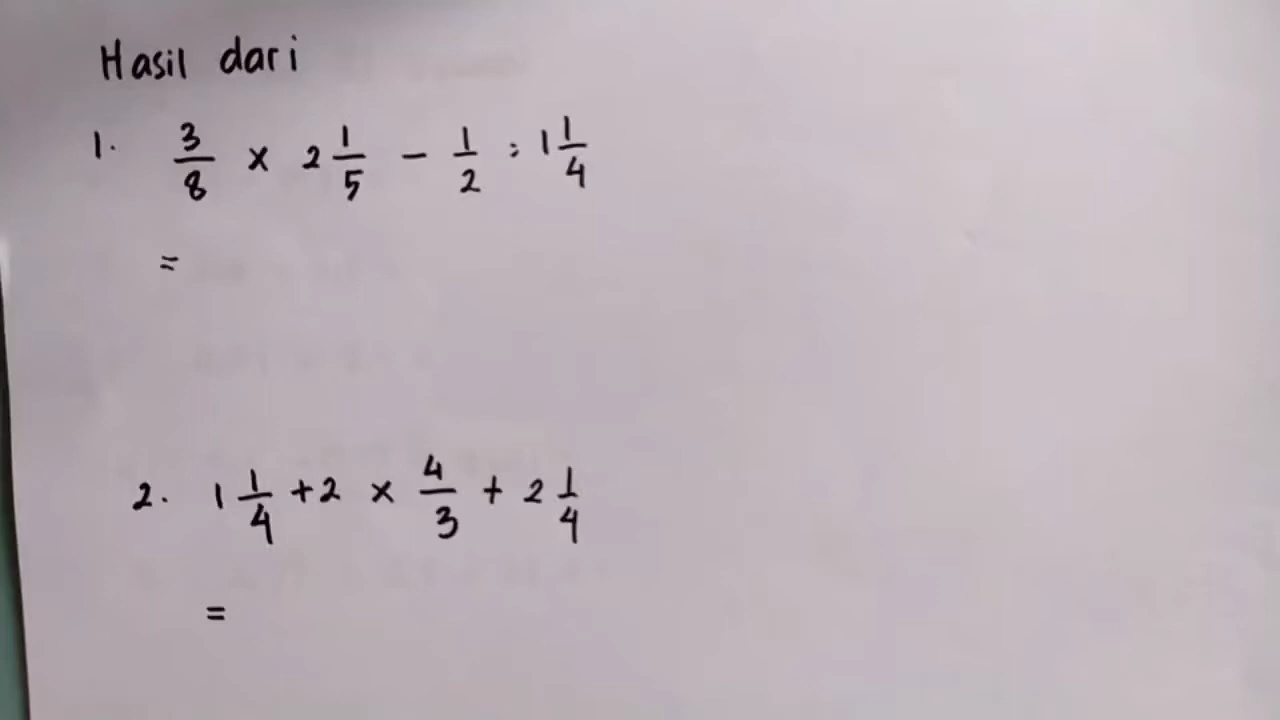 Hasil dari
1. 3/8 x 2 1/5 - 1/2 : 1 1/4
=
2. 1 1/4 + 2 x 4/3 + 2 1/4
=